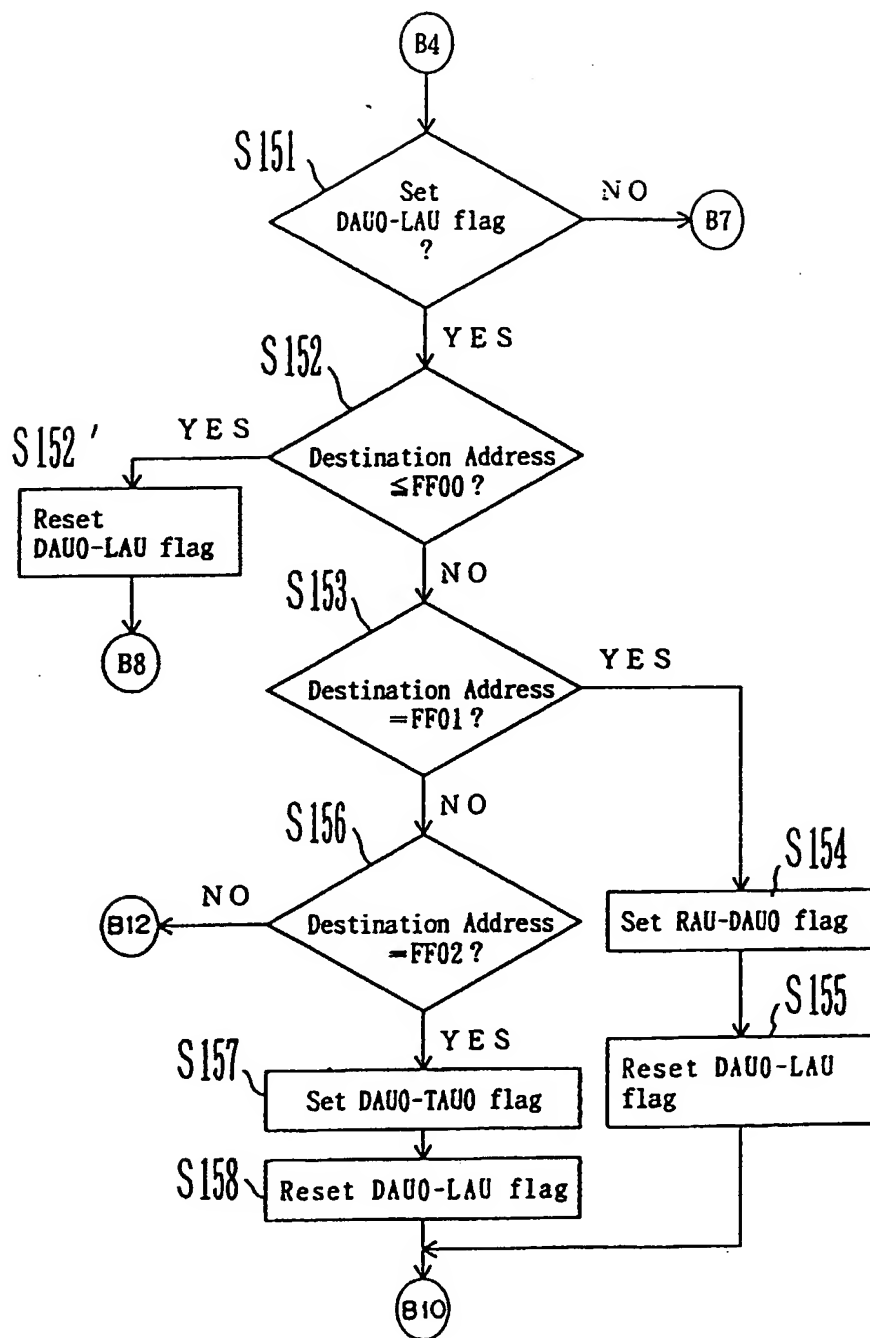 B4
S151
Set
DAU0-LAU flag
?
NO
B7
YES
S152
YES
S152'
Destination Address
≦FF00?
Reset
DAU0-LAU flag
NO
B8
S153
YES
Destination Address
=FF01?
NO
S156
S154
NO
B12
Destination Address
=FF02?
Set RAU-DAU0 flag
S155
YES
Reset DAU0-LAU
flag
S157
Set DAU0-TAU0 flag
S158
Reset DAU0-LAU flag
B10